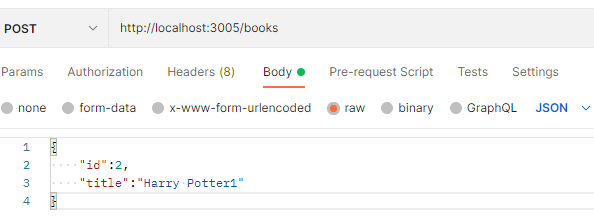 POST http://localhost:3005/books
Params Authorization Headers (8) Body Pre-request Script Tests Settings
none form-data x-www-form-urlencoded raw binary GraphQL JSON
1 {
2 "id":2,
3 "title":"Harry Potter1"
4 }